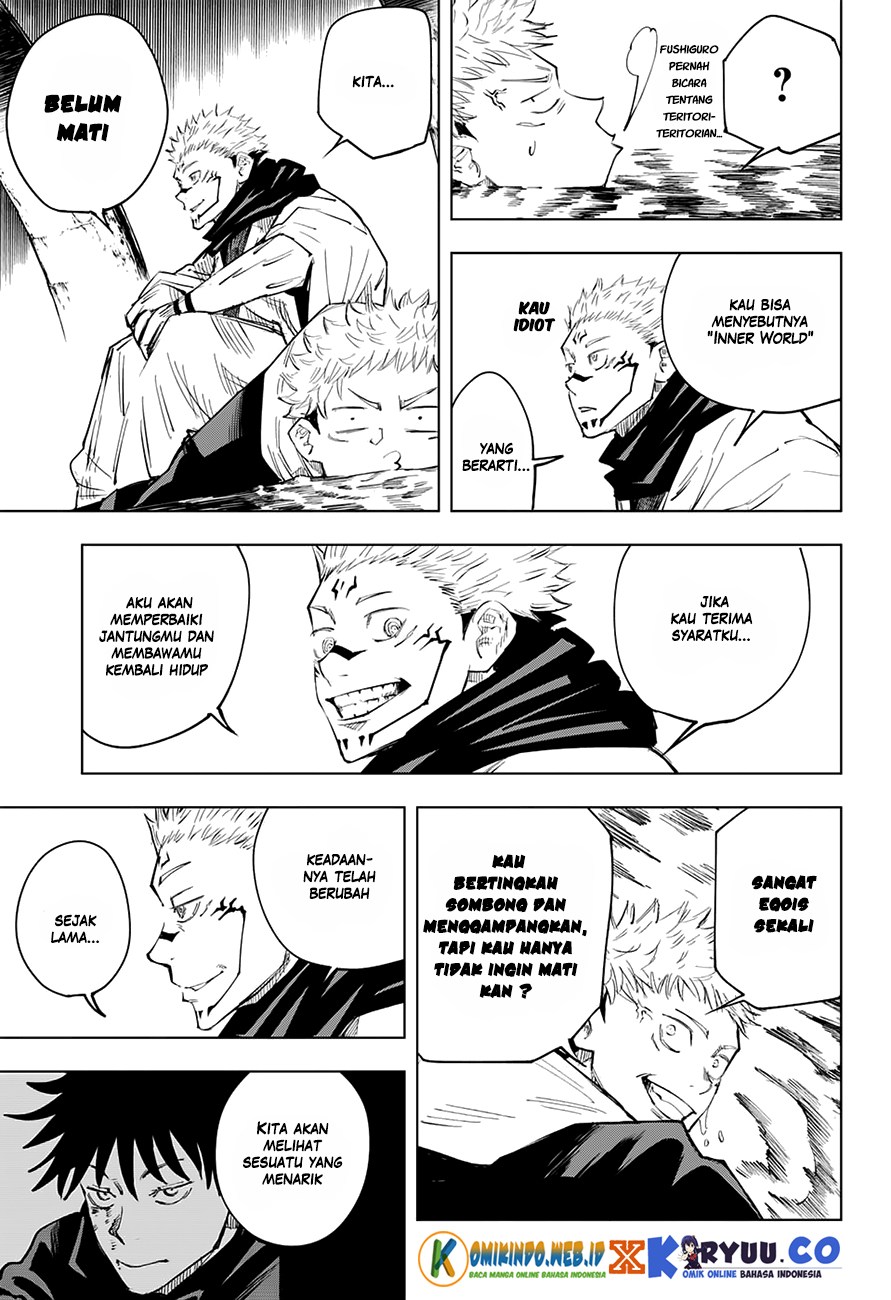 ?
FUSHIGURO
PERNAH
BICARA
TENTANG
TERITORI-
TERITORIAN...
KITA...
BELUM
MATI
KAU BISA
MENYEBUTNYA
"INNER WORLD"
KAU
IDIOT
YANG
BERARTI...
JIKA
KAU TERIMA
SYARATKU...
AKU AKAN
MEMPERBAIKI
JANTUNGMU DAN
MEMBAWAMU
KEMBALI HIDUP
SANGAT
EGOIS
SEKALI
KAU
BERTINGKAH
SOMBONG DAN
MENGGAMPANGKAN,
TAPI KAU HANYA
TIDAK INGIN MATI
KAN ?
KEADAAN-
NYA TELAH
BERUBAH
SEJAK
LAMA...
KITA AKAN
MELIHAT
SESUATU YANG
MENARIK
KOMIKINDO.WEB.ID X KIRYUU.CO
BACA MANGA ONLINE BAHASA INDONESIA
KOMIK ONLINE BAHASA INDONESIA